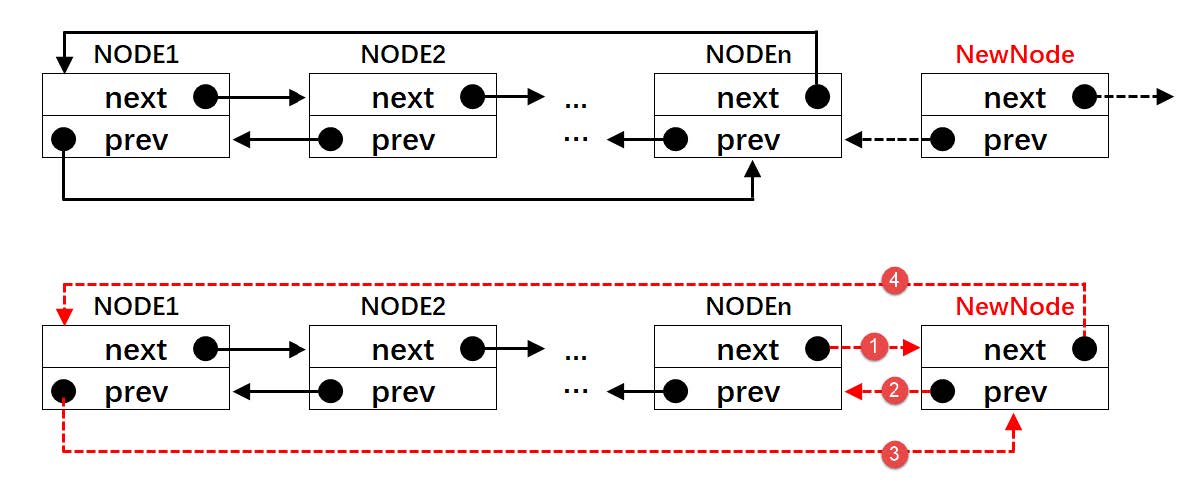 NODE1 NODE2 NODEn NewNode
next next ... next next
prev prev ... prev prev
4
NODE1 NODE2 NODEn NewNode
next next ... next 1 next
prev prev ... prev 2 prev
3